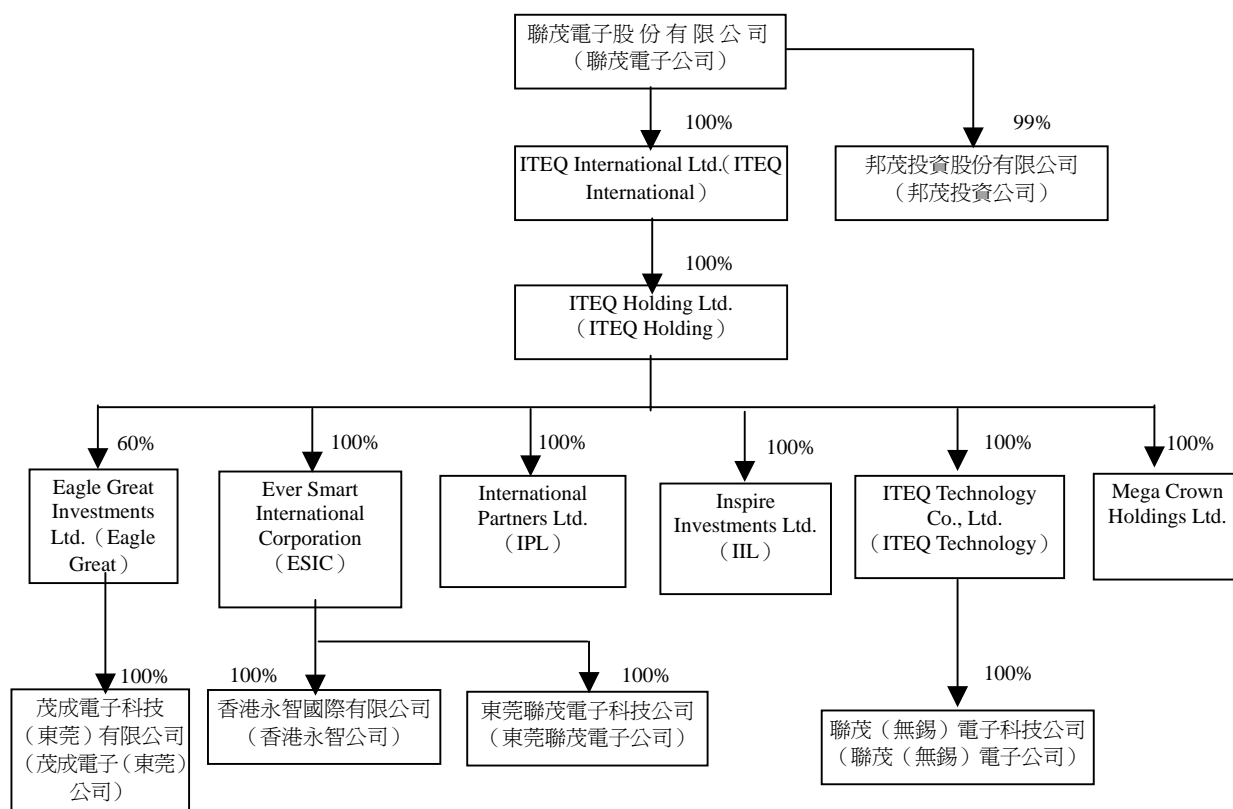 聯茂電子股份有限公司
（聯茂電子公司）
100%
99%
ITEQ International Ltd.（ITEQ
International）
邦茂投資股份有限公司
（邦茂投資公司）
100%
ITEQ Holding Ltd.
（ITEQ Holding）
60%
100%
100%
100%
100%
100%
Eagle Great
Investments
Ltd.（Eagle
Great）
Ever Smart
International
Corporation
（ESIC）
International
Partners Ltd.
（IPL）
Inspire
Investments Ltd.
（IIL）
ITEQ Technology
Co., Ltd.
（ITEQ Technology）
Mega Crown
Holdings Ltd.
100%
100%
100%
100%
茂成電子科技
（東莞）有限公司
（茂成電子（東莞）
公司）
香港永智國際有限公司
（香港永智公司）
東莞聯茂電子科技公司
（東莞聯茂電子公司）
聯茂（無錫）電子科技公司
（聯茂（無錫）電子公司）